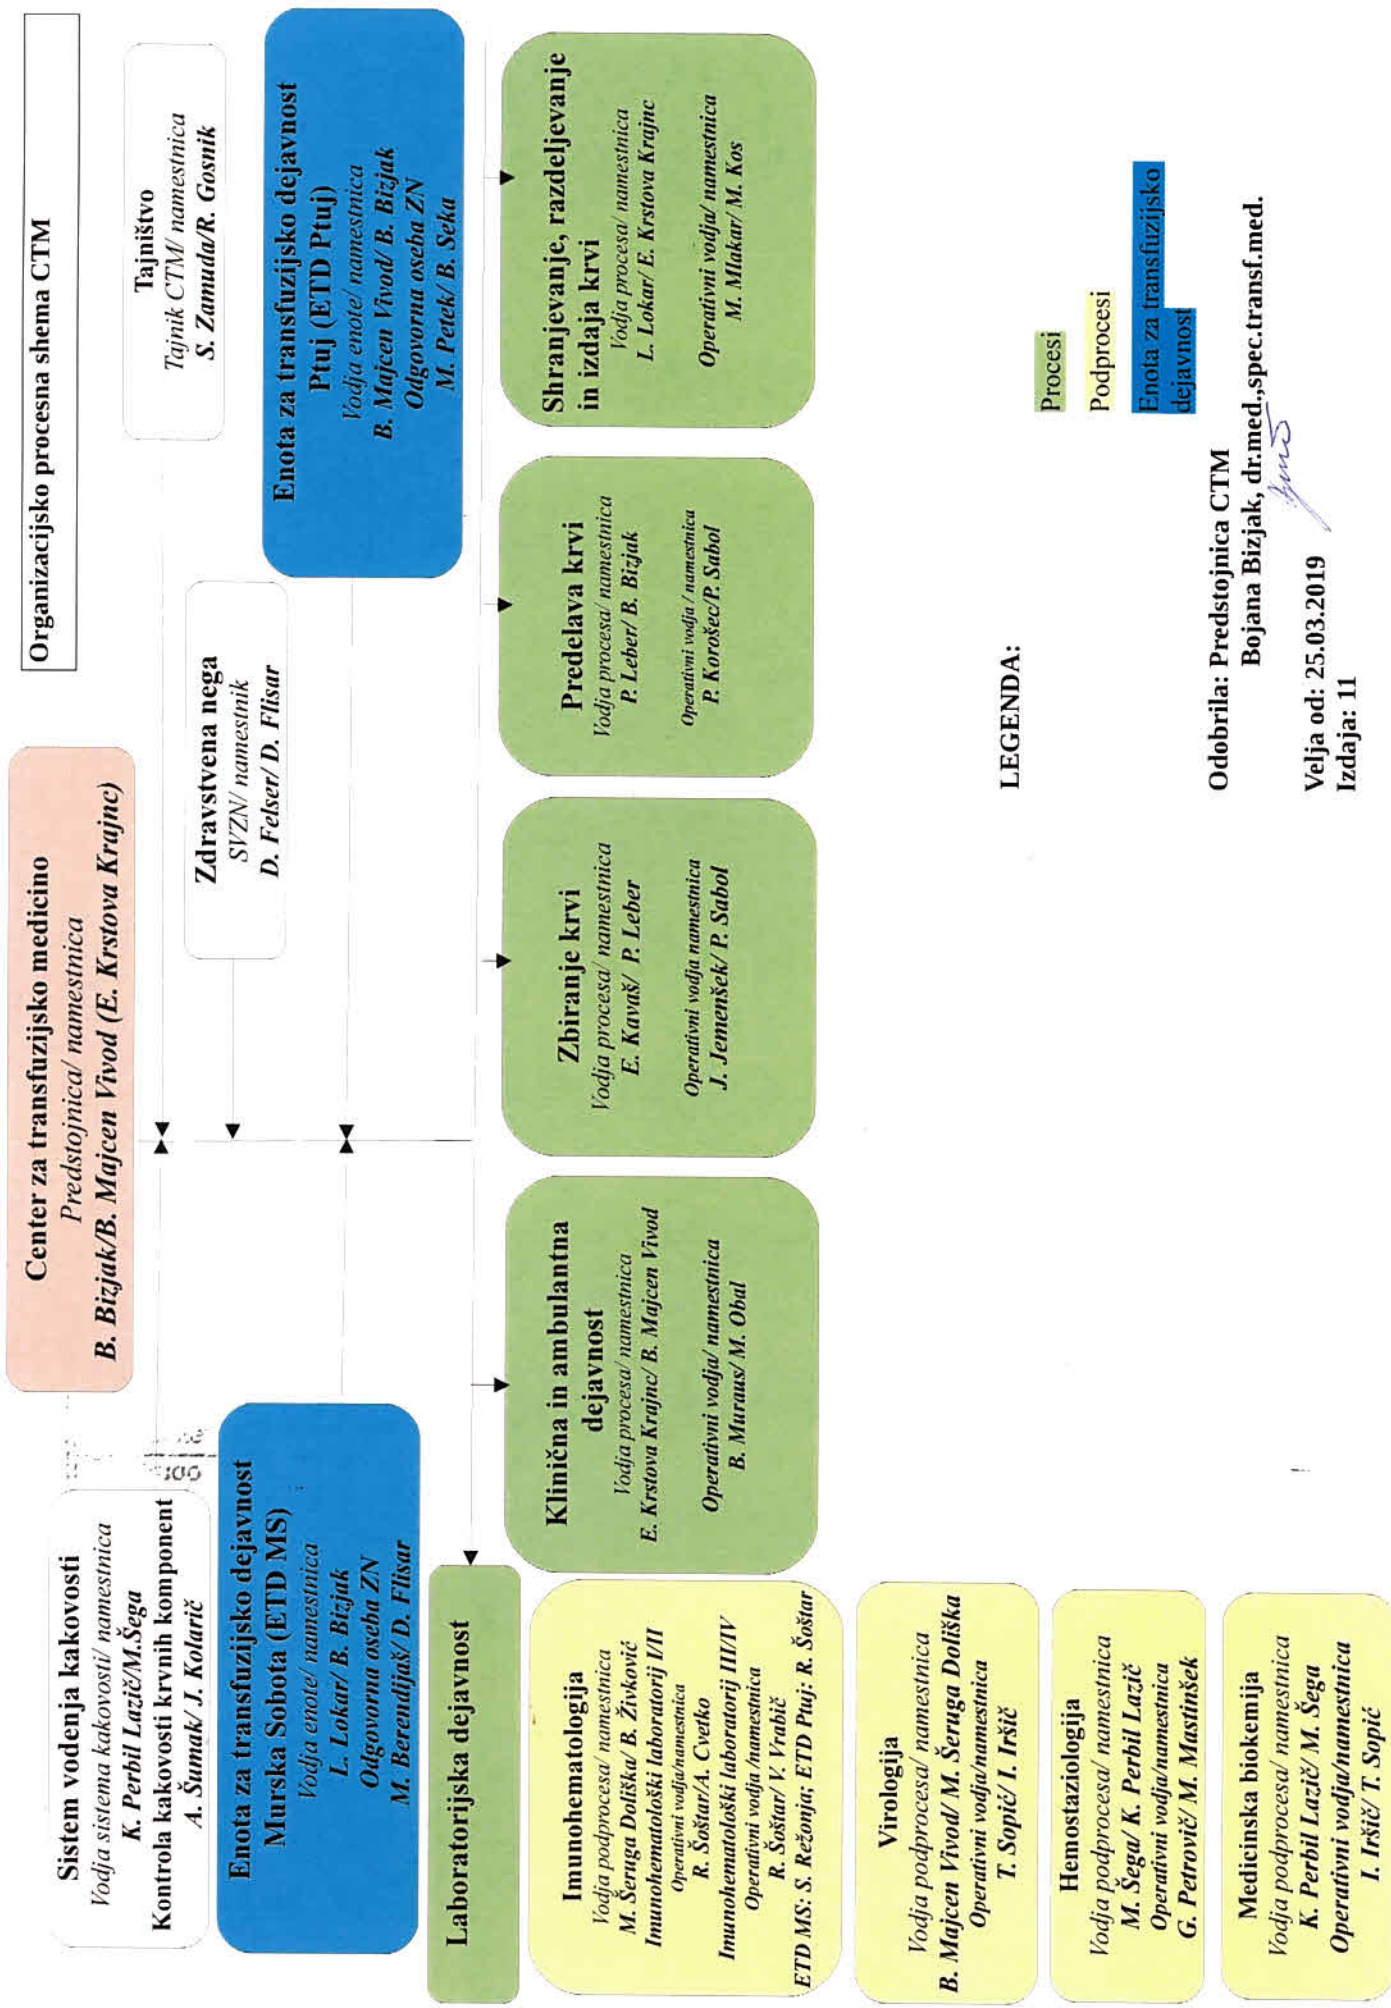 Organizacijsko procesna shema CTM
Center za transfuzijsko medicino
Predstojnica/ namestnica
B. Bizjak/B. Majcen Vivod (E. Krstova Krajnc)
Sistem vodenja kakovosti
Vodja sistema kakovosti/ namestnica
K. Perbil Lazič/M.Šega
Kontrola kakovosti krvnih komponent
A. Šumak/ J. Kolarič
Tajništvo
Tajnik CTM/ namestnica
S. Zamuda/R. Gosnik
Zdravstvena nega
SVZN/ namestnik
D. Felser/ D. Flisar
Enota za transfuzijsko dejavnost
Murska Sobota (ETD MS)
Vodja enote/ namestnica
L. Lokar/ B. Bizjak
Odgovorna oseba ZN
M. Berendijaš/ D. Flisar
Enota za transfuzijsko dejavnost
Ptuj (ETD Ptuj)
Vodja enote/ namestnica
B. Majcen Vivod/ B. Bizjak
Odgovorna oseba ZN
M. Petek/ B. Seka
Laboratorijska dejavnost
Klinična in ambulantna
dejavnost
Vodja procesa/ namestnica
E. Krstova Krajnc/ B. Majcen Vivod
Operativni vodja/ namestnica
B. Muraus/ M. Obal
Zbiranje krvi
Vodja procesa/ namestnica
E. Kavaš/ P. Leber
Operativni vodja namestnica
J. Jemenšek/ P. Sabol
Predelava krvi
Vodja procesa/ namestnica
P. Leber/ B. Bizjak
Operativni vodja / namestnica
P. Korošec/P. Sabol
Shranjevanje, razdeljevanje
in izdaja krvi
Vodja procesa/ namestnica
L. Lokar/ E. Krstova Krajnc
Operativni vodja/ namestnica
M. Mlakar/ M. Kos
Imunohematologija
Vodja podprocesa/ namestnica
M. Šeruga Doliška/ B. Živković
Imunohematološki laboratorij I/II
Operativni vodja/namestnica
R. Šoštar/A. Cvetko
Imunohematološki laboratorij III/IV
Operativni vodja /namestnica
R. Šoštar/ V. Vrabič
ETD MS: S. Režonja; ETD Ptuj: R. Šoštar
Virologija
Vodja podprocesa/ namestnica
B. Majcen Vivod/ M. Šeruga Doliška
Operativni vodja/namestnica
T. Sopić/ I. Iršič
Hemostaziologija
Vodja podprocesa/ namestnica
M. Šega/ K. Perbil Lazič
Operativni vodja/namestnica
G. Petrovič/ M. Mastinšek
Medicinska biokemija
Vodja podprocesa/ namestnica
K. Perbil Lazič/ M. Šega
Operativni vodja/namestnica
I. Iršič/ T. Sopić
LEGENDA:
Procesi
Podprocesi
Enota za transfuzijsko
dejavnost
Odobrila: Predstojnica CTM
Bojana Bizjak, dr.med.,spec.transf.med.
Velja od: 25.03.2019
Izdaja: 11